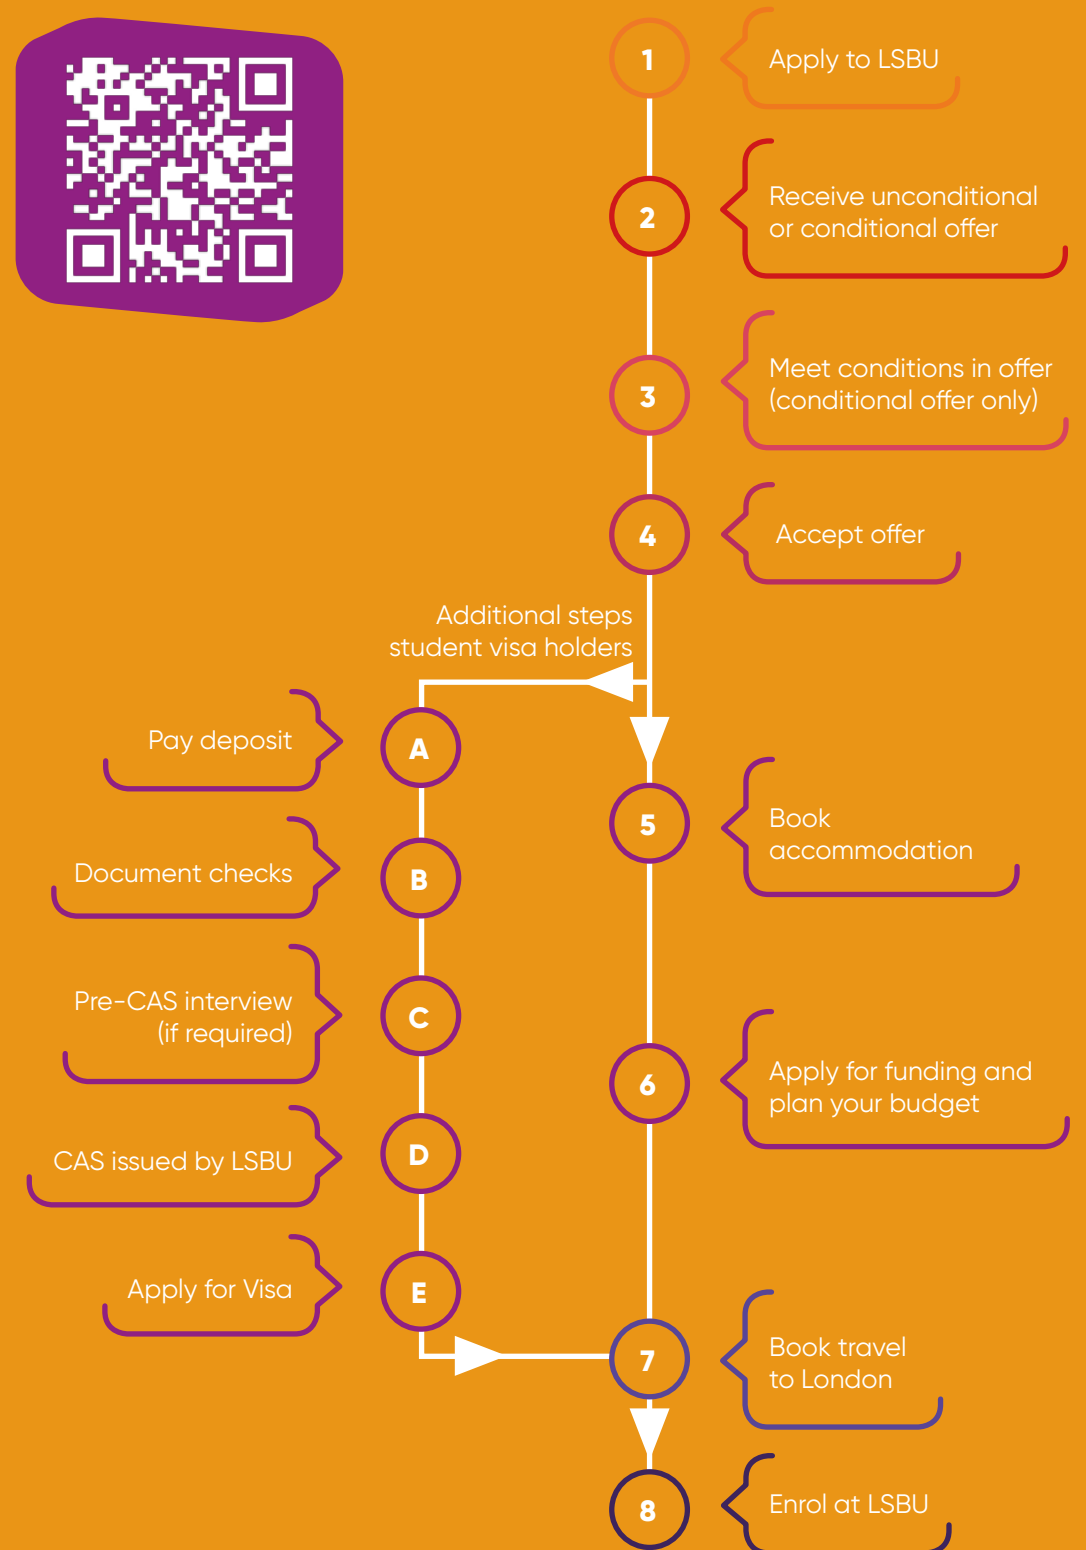 1
Apply to LSBU
2
Receive unconditional
or conditional offer
3
Meet conditions in offer
(conditional offer only)
4
Accept offer
Additional steps
student visa holders
Pay deposit
A
Document checks
B
Pre-CAS interview
(if required)
C
CAS issued by LSBU
D
Apply for Visa
E
5
Book
accommodation
6
Apply for funding and
plan your budget
7
Book travel
to London
8
Enrol at LSBU